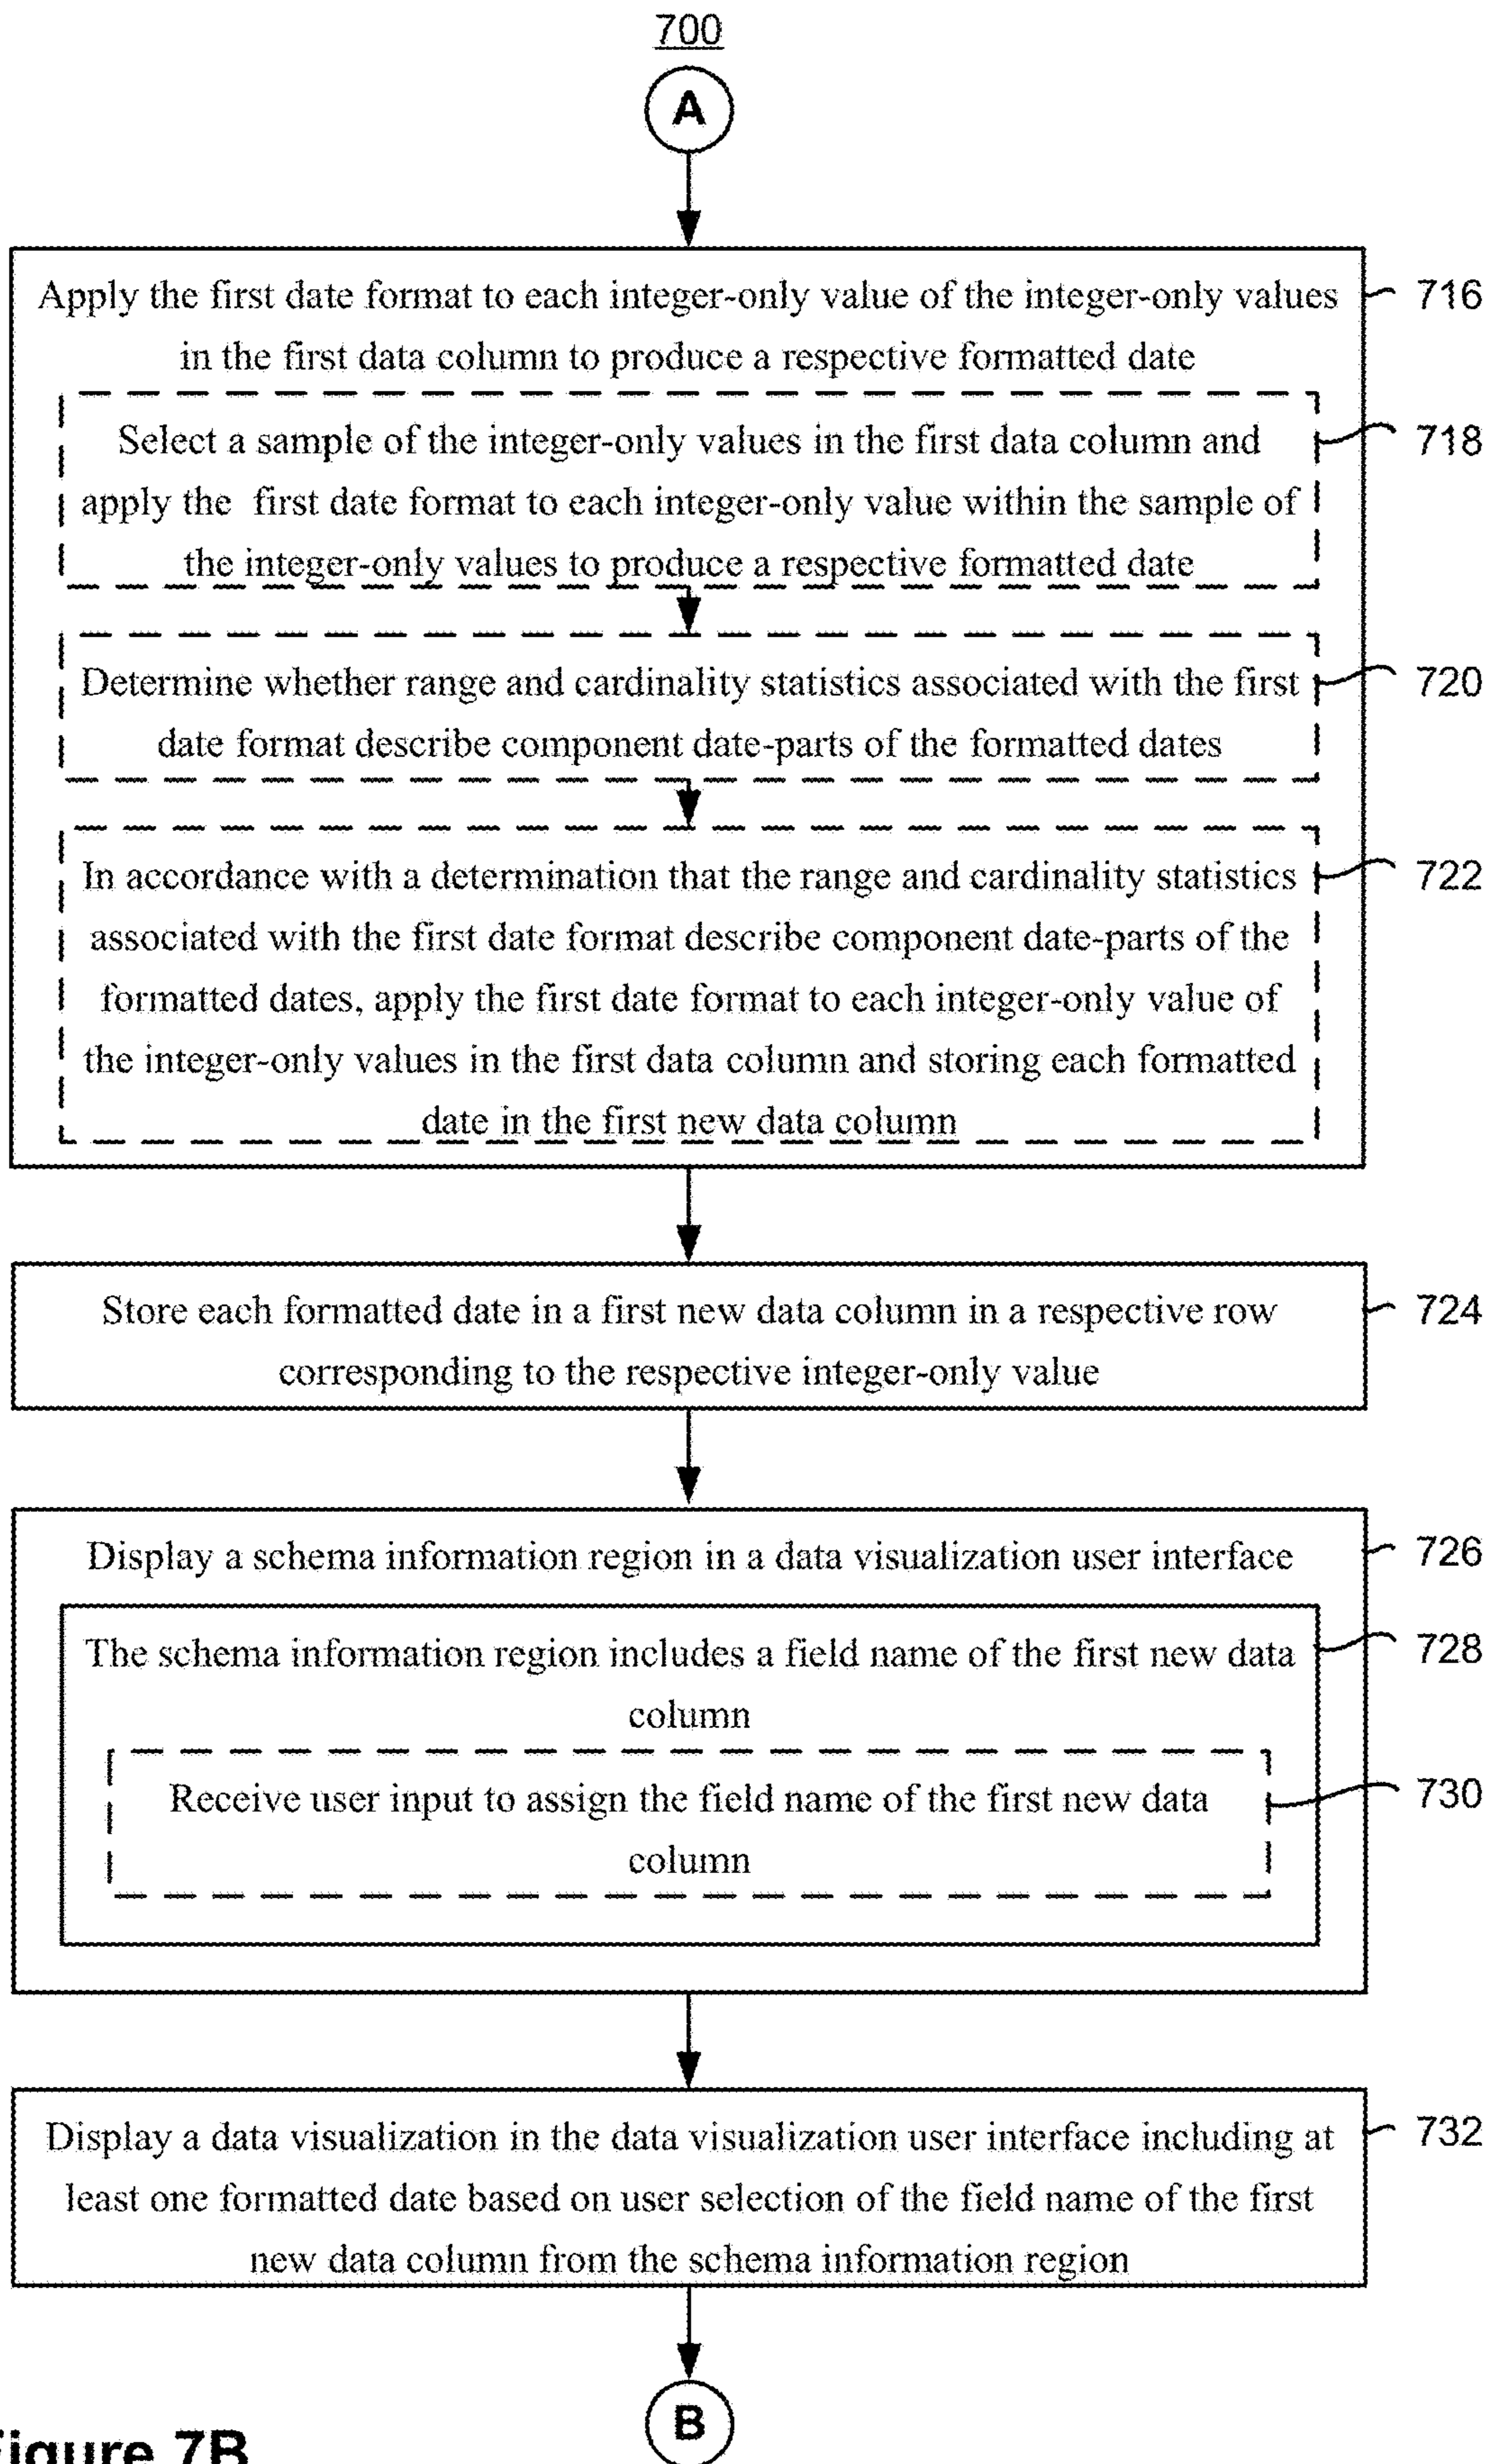 700
A
Apply the first date format to each integer-only value of the integer-only values
in the first data column to produce a respective formatted date
716
Select a sample of the integer-only values in the first data column and
apply the first date format to each integer-only value within the sample of
the integer-only values to produce a respective formatted date
718
Determine whether range and cardinality statistics associated with the first
date format describe component date-parts of the formatted dates
720
In accordance with a determination that the range and cardinality statistics
associated with the first date format describe component date-parts of the
formatted dates, apply the first date format to each integer-only value of
the integer-only values in the first data column and storing each formatted
date in the first new data column
722
Store each formatted date in a first new data column in a respective row
corresponding to the respective integer-only value
724
Display a schema information region in a data visualization user interface
726
The schema information region includes a field name of the first new data
column
728
Receive user input to assign the field name of the first new data
column
730
Display a data visualization in the data visualization user interface including at
least one formatted date based on user selection of the field name of the first
new data column from the schema information region
732
B
Figure 7B